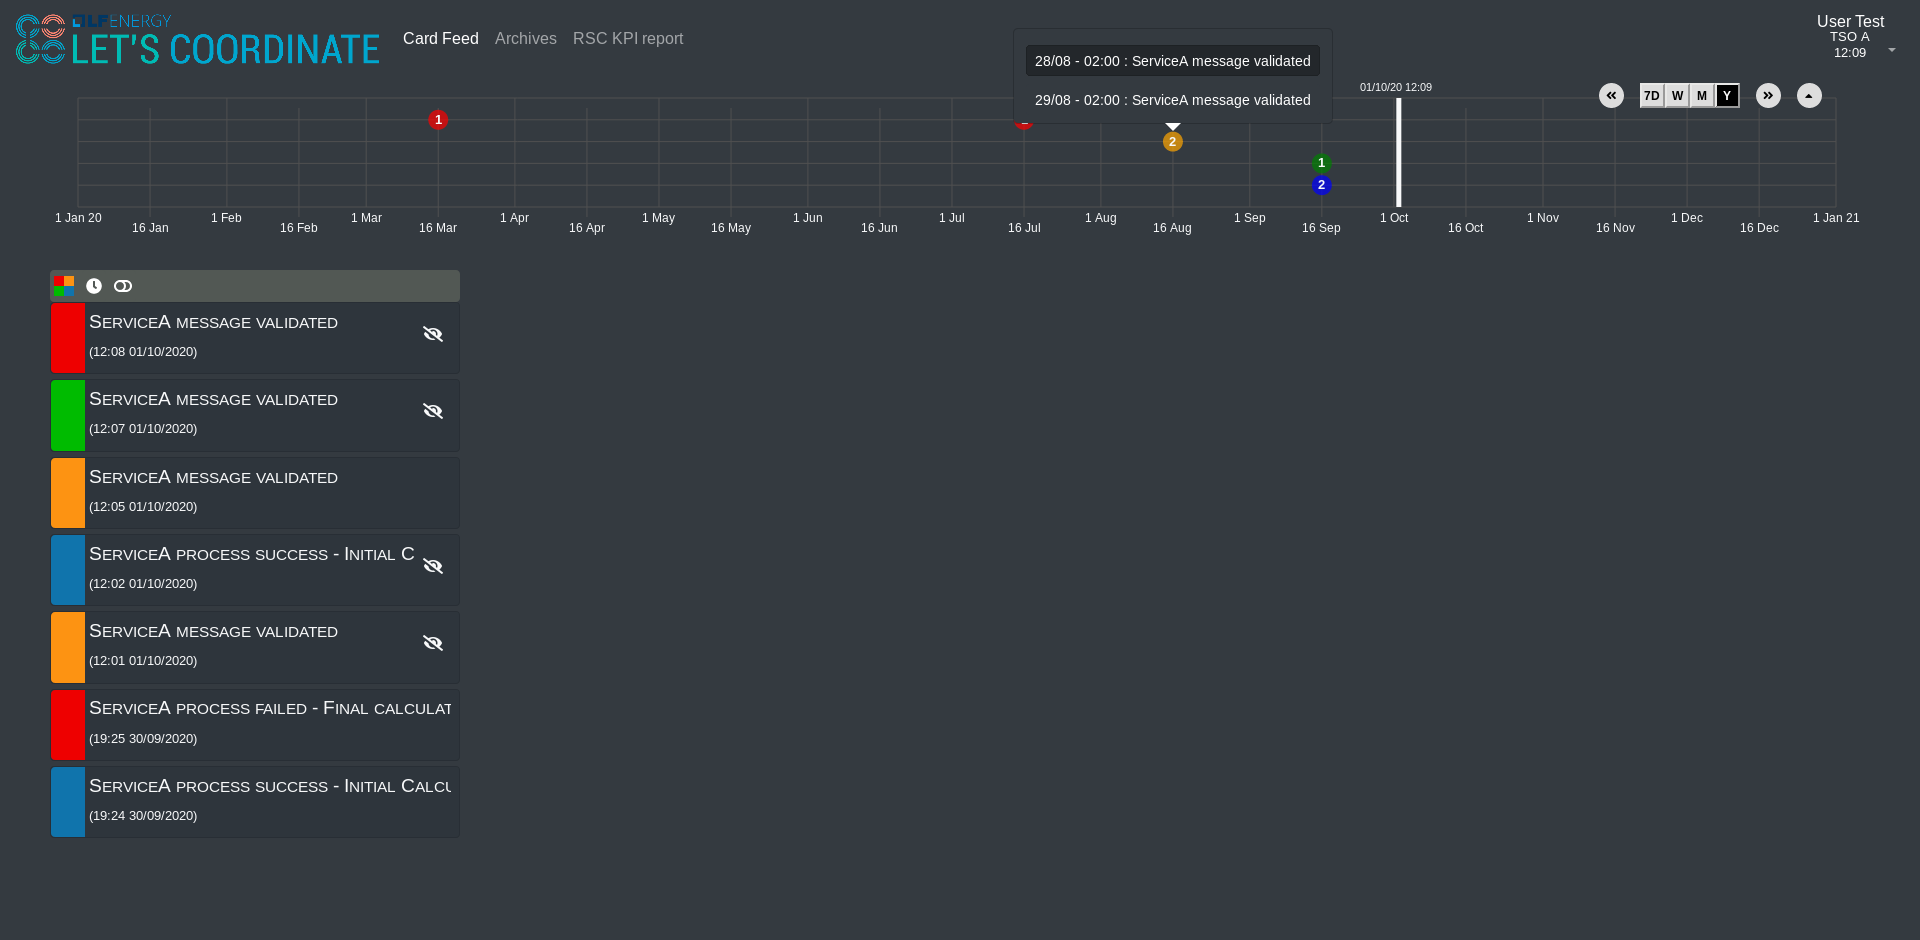 LF ENERGY
LET'S COORDINATE
Card Feed
Archives
RSC KPI report
User Test
TSO A
12:09
28/08 - 02:00 : ServiceA message validated
29/08 - 02:00 : ServiceA message validated
01/10/20 12:09
7D
W
M
Y
1
2
1
2
1 Jan 20
16 Jan
1 Feb
16 Feb
1 Mar
16 Mar
1 Apr
16 Apr
1 May
16 May
1 Jun
16 Jun
1 Jul
16 Jul
1 Aug
16 Aug
1 Sep
16 Sep
1 Oct
16 Oct
1 Nov
16 Nov
1 Dec
16 Dec
1 Jan 21
ServiceA message validated
(12:08 01/10/2020)
ServiceA message validated
(12:07 01/10/2020)
ServiceA message validated
(12:05 01/10/2020)
ServiceA process success - Initial C
(12:02 01/10/2020)
ServiceA message validated
(12:01 01/10/2020)
ServiceA process failed - Final calculat
(19:25 30/09/2020)
ServiceA process success - Initial Calcu
(19:24 30/09/2020)